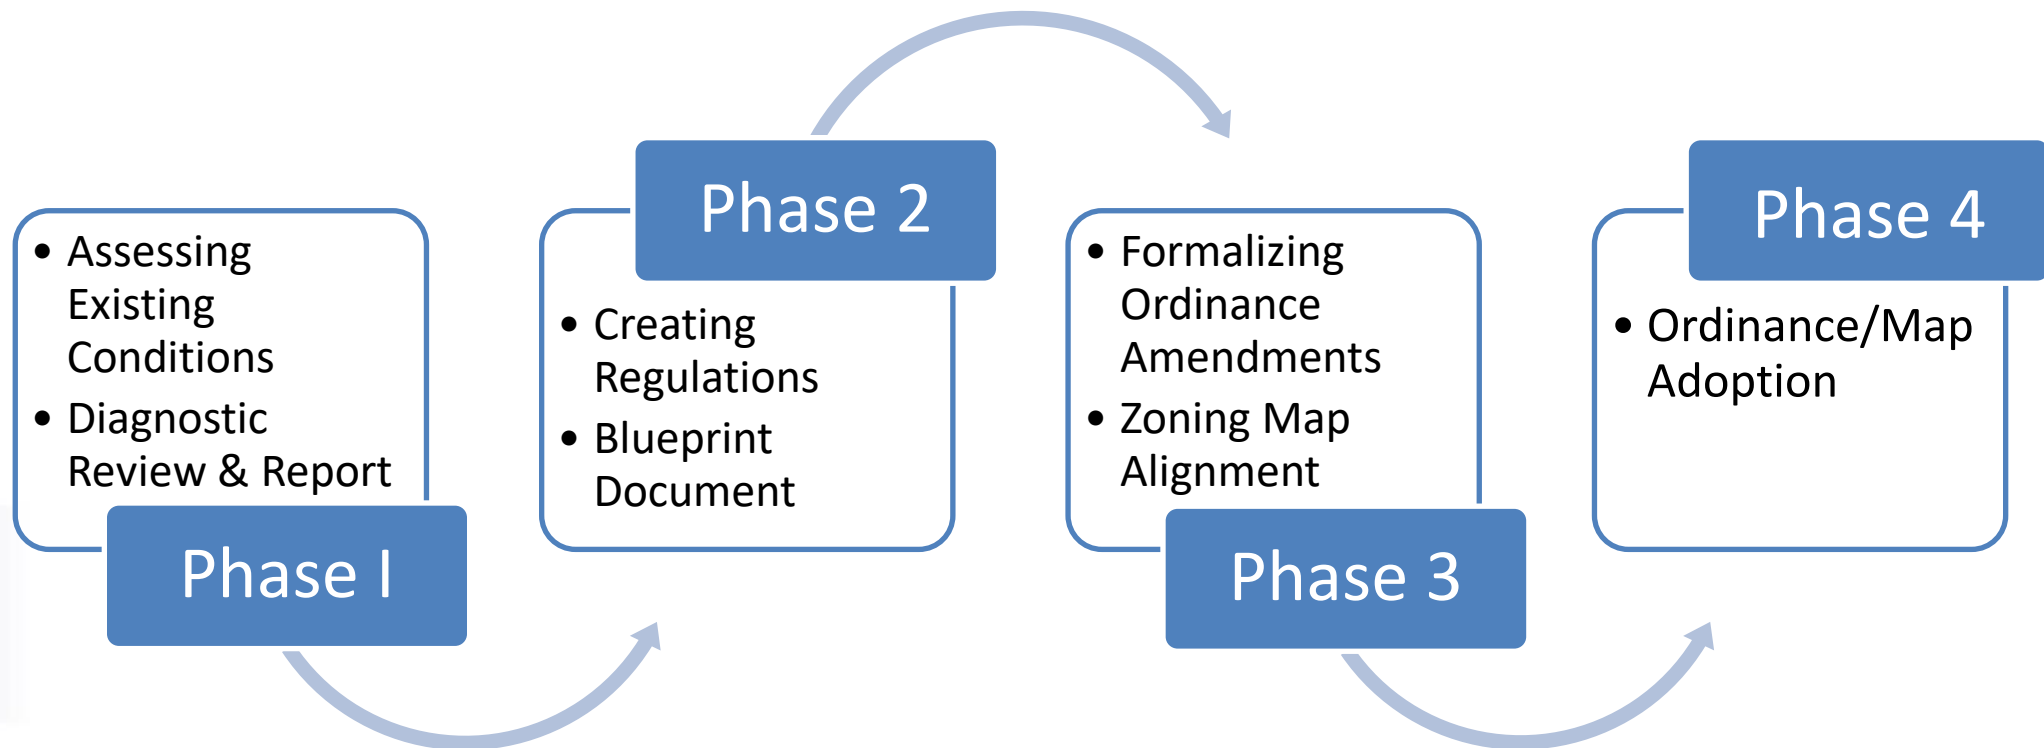 • Assessing
Existing
Conditions
• Diagnostic
Review & Report
Phase I
Phase 2
• Creating
Regulations
• Blueprint
Document
• Formalizing
Ordinance
Amendments
• Zoning Map
Alignment
Phase 3
Phase 4
• Ordinance/Map
Adoption